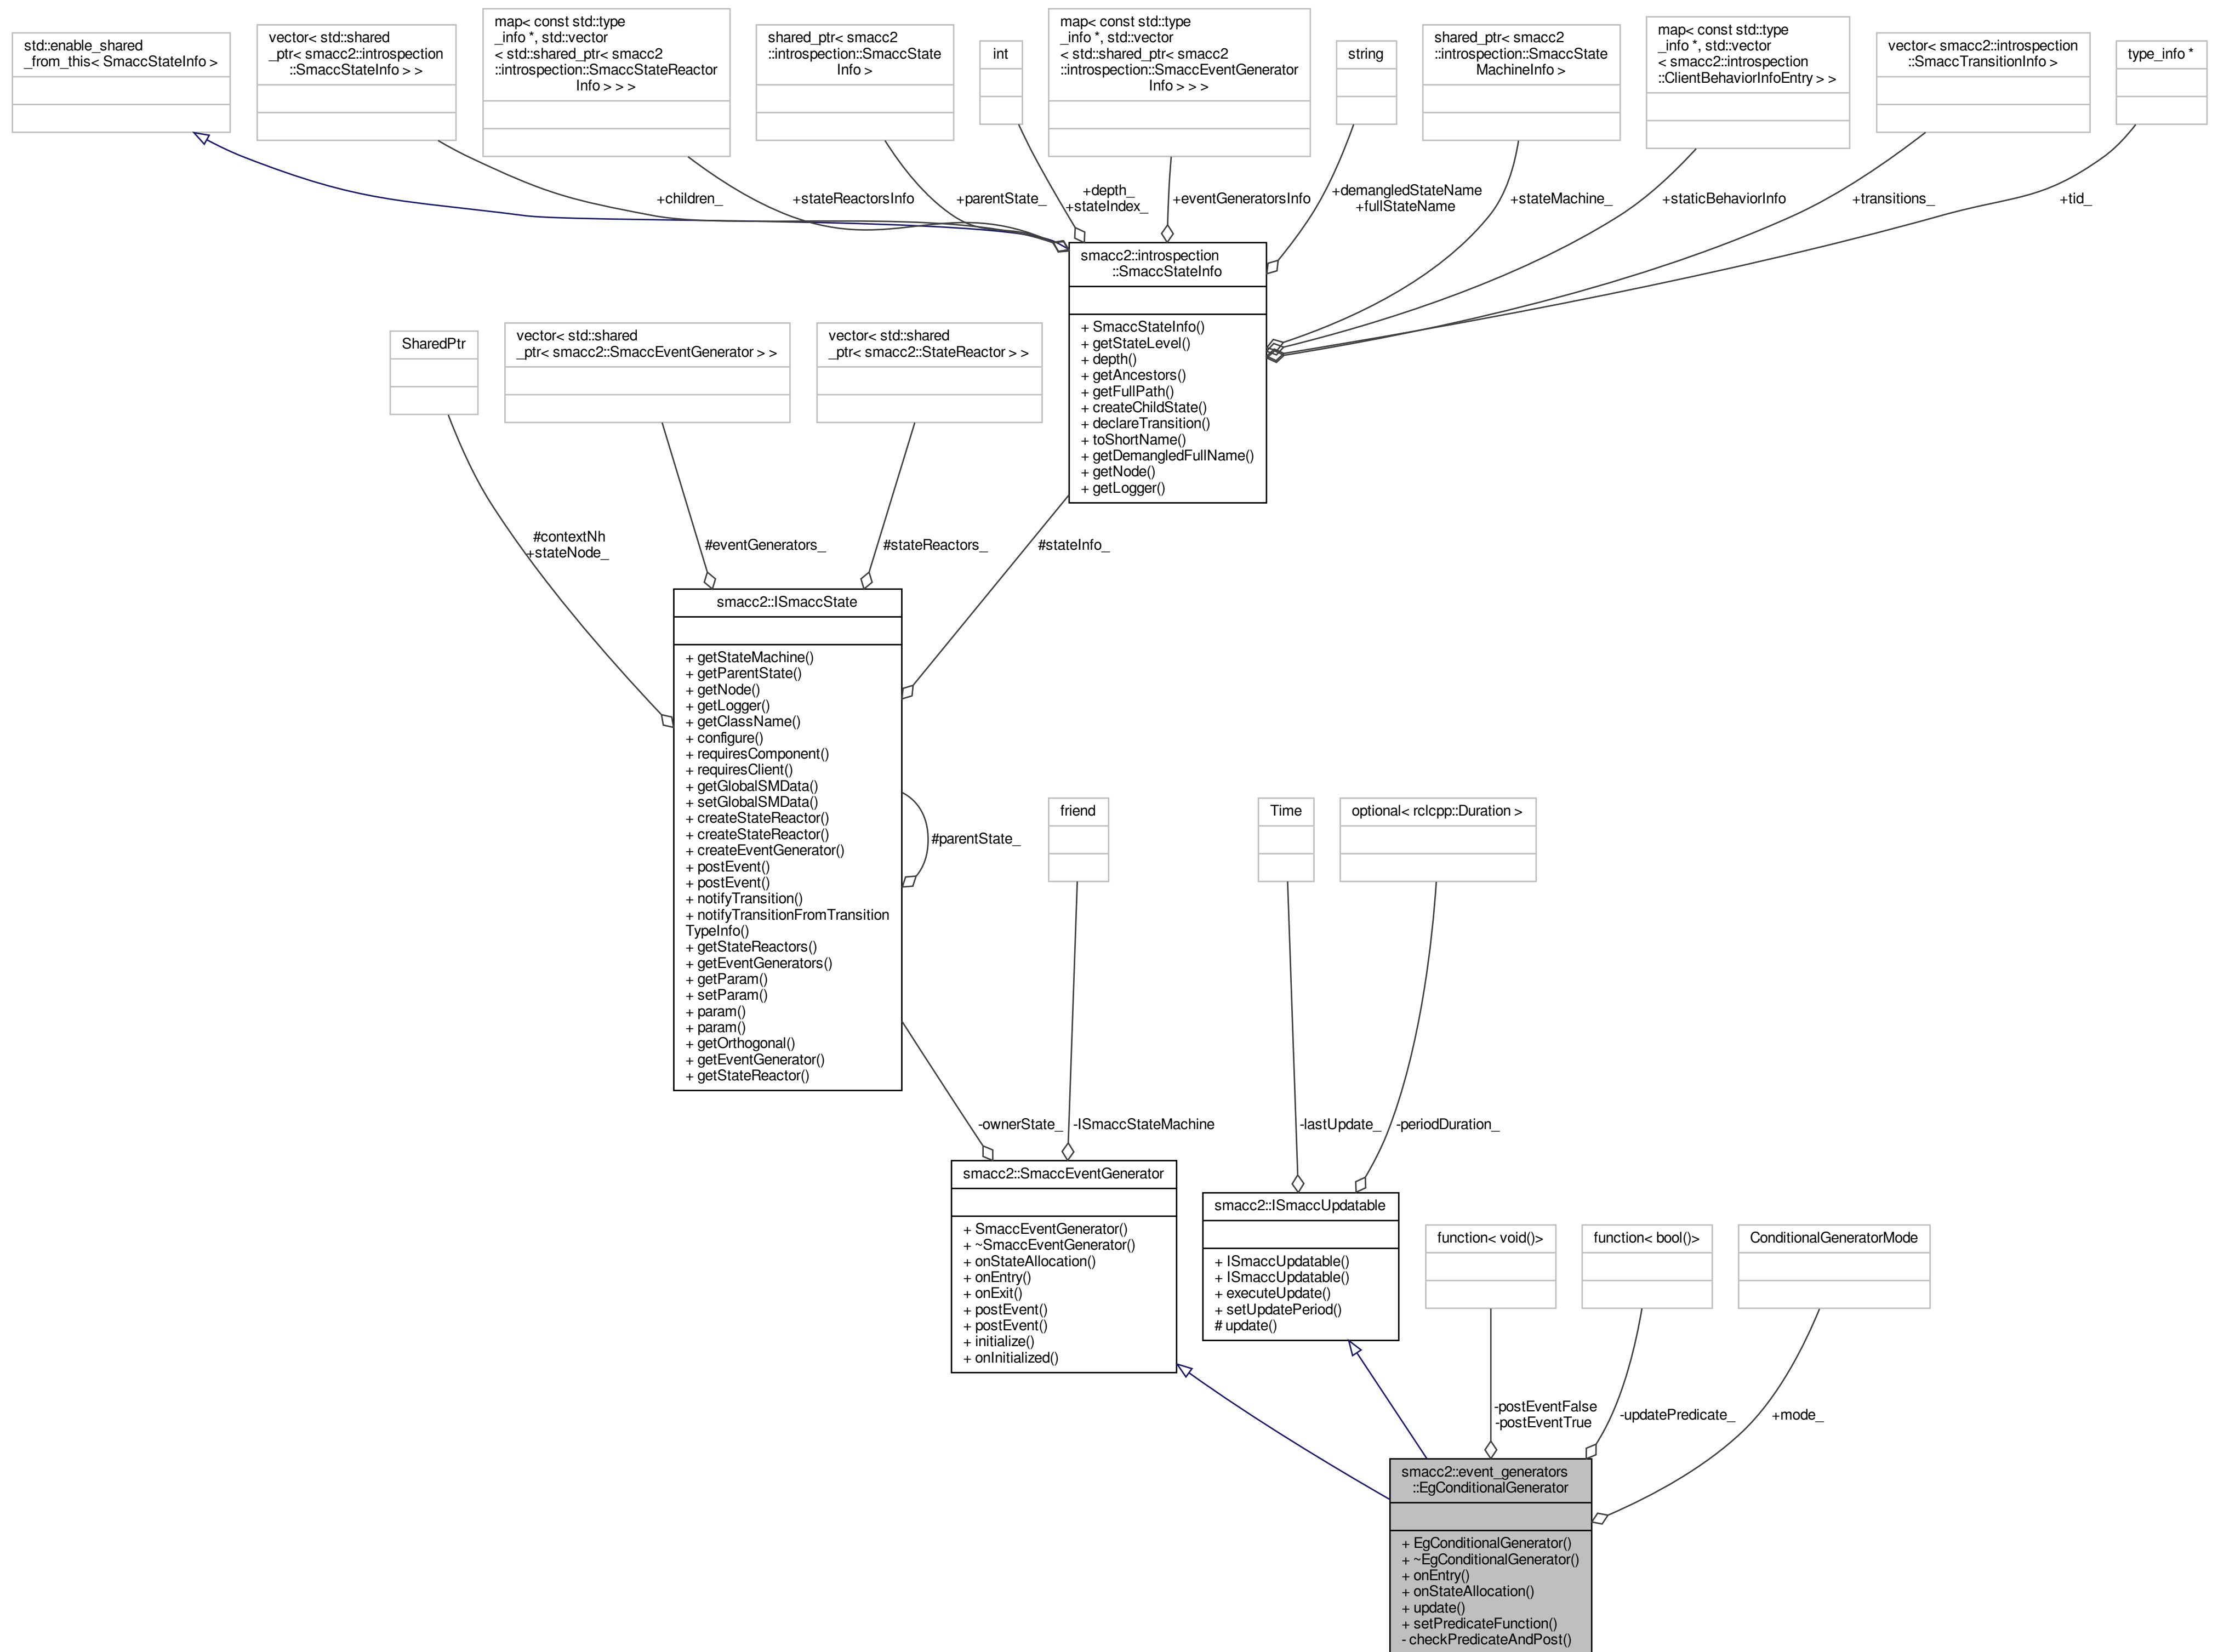 std::enable_shared
_from_this< SmaccStateInfo >
vector< std::shared
_ptr< smacc2::introspection
::SmaccStateInfo > >
map< const std::type
_info *, std::vector
< std::shared_ptr< smacc2
::introspection::SmaccStateReactor
Info > > >
shared_ptr< smacc2
::introspection::SmaccState
Info >
int
map< const std::type
_info *, std::vector
< std::shared_ptr< smacc2
::introspection::SmaccEventGenerator
Info > > >
string
shared_ptr< smacc2
::introspection::SmaccState
MachineInfo >
map< const std::type
_info *, std::vector
< smacc2::introspection
::ClientBehaviorInfoEntry > >
vector< smacc2::introspection
::SmaccTransitionInfo >
type_info *
+children_
+stateReactorsInfo
+parentState_
+depth_
+stateIndex_
+eventGeneratorsInfo
+demangledStateName
+fullStateName
+stateMachine_
+staticBehaviorInfo
+transitions_
+tid_
smacc2::introspection
::SmaccStateInfo
+ SmaccStateInfo()
+ getStateLevel()
+ depth()
+ getAncestors()
+ getFullPath()
+ createChildState()
+ declareTransition()
+ toShortName()
+ getDemangledFullName()
+ getNode()
+ getLogger()
SharedPtr
vector< std::shared
_ptr< smacc2::SmaccEventGenerator > >
vector< std::shared
_ptr< smacc2::StateReactor > >
#contextNh
+stateNode_
#eventGenerators_
#stateReactors_
#stateInfo_
smacc2::ISmaccState
+ getStateMachine()
+ getParentState()
+ getNode()
+ getLogger()
+ getClassName()
+ configure()
+ requiresComponent()
+ requiresClient()
+ getGlobalSMData()
+ setGlobalSMData()
+ createStateReactor()
+ createStateReactor()
+ createEventGenerator()
+ postEvent()
+ postEvent()
+ notifyTransition()
+ notifyTransitionFromTransition
TypeInfo()
+ getStateReactors()
+ getEventGenerators()
+ getParam()
+ setParam()
+ param()
+ param()
+ getOrthogonal()
+ getEventGenerator()
+ getStateReactor()
#parentState_
friend
Time
optional< rclcpp::Duration >
-ownerState_
-ISmaccStateMachine
-lastUpdate_
-periodDuration_
smacc2::SmaccEventGenerator
+ SmaccEventGenerator()
+ ~SmaccEventGenerator()
+ onStateAllocation()
+ onEntry()
+ onExit()
+ postEvent()
+ postEvent()
+ initialize()
+ onInitialized()
smacc2::ISmaccUpdatable
+ ISmaccUpdatable()
+ ISmaccUpdatable()
+ executeUpdate()
+ setUpdatePeriod()
# update()
function< void()>
function< bool()>
ConditionalGeneratorMode
-postEventFalse
-postEventTrue
-updatePredicate_
+mode_
smacc2::event_generators
::EgConditionalGenerator
+ EgConditionalGenerator()
+ ~EgConditionalGenerator()
+ onEntry()
+ onStateAllocation()
+ update()
+ setPredicateFunction()
- checkPredicateAndPost()